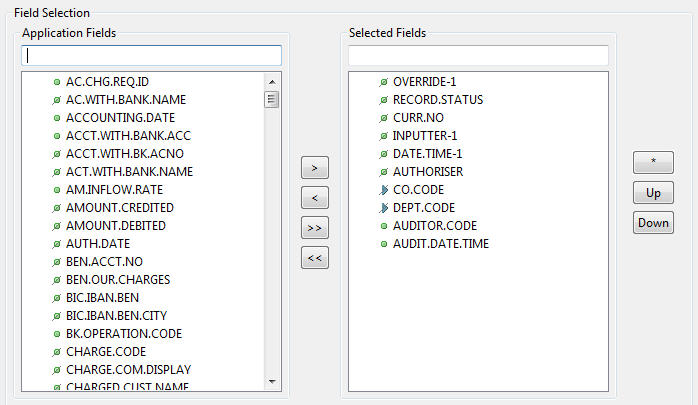 Field Selection
Application Fields
AC.CHG.REQ.ID
AC.WITH.BANK.NAME
ACCOUNTING.DATE
ACCT.WITH.BANK.ACC
ACCT.WITH.BK.ACNO
ACT.WITH.BANK.NAME
AM.INFLOW.RATE
AMOUNT.CREDITED
AMOUNT.DEBITED
AUTH.DATE
BEN.ACCT.NO
BEN.OUR.CHARGES
BIC.IBAN.BEN
BIC.IBAN.BEN.CITY
BK.OPERATION.CODE
CHARGE.CODE
CHARGE.COM.DISPLAY
CHARGED.CUST.NAME
>
<
>>
<<
Selected Fields
OVERRIDE-1
RECORD.STATUS
CURR.NO
INPUTTER-1
DATE.TIME-1
AUTHORISER
CO.CODE
DEPT.CODE
AUDITOR.CODE
AUDIT.DATE.TIME
*
Up
Down